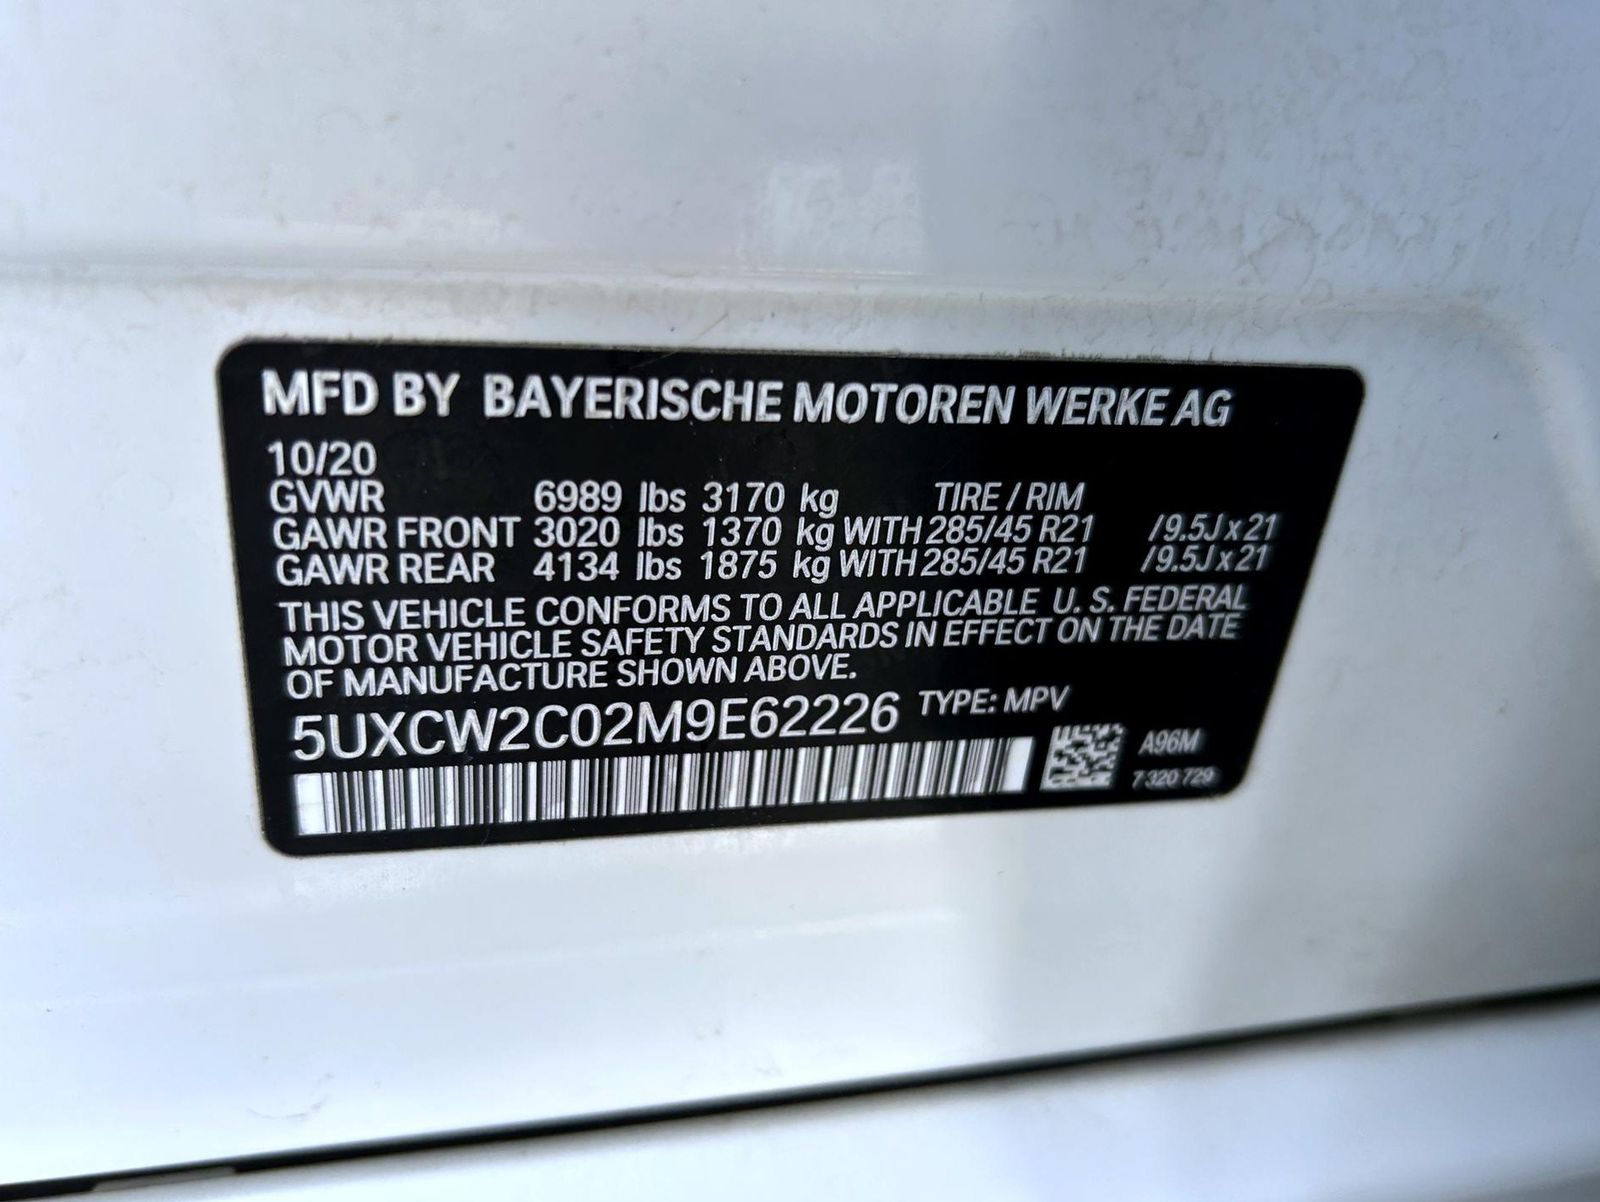 MFD BY BAYERISCHE MOTOREN WERKE AG
10/20
GVWR 6989 lbs 3170 kg TIRE / RIM
GAWR FRONT 3020 lbs 1370 kg WITH 285/45 R21 /9.5J x 21
GAWR REAR 4134 lbs 1875 kg WITH 285/45 R21 /9.5J x 21
THIS VEHICLE CONFORMS TO ALL APPLICABLE U. S. FEDERAL
MOTOR VEHICLE SAFETY STANDARDS IN EFFECT ON THE DATE
OF MANUFACTURE SHOWN ABOVE.
5UXCW2C02M9E62226 TYPE: MPV
A96M
7 320 729